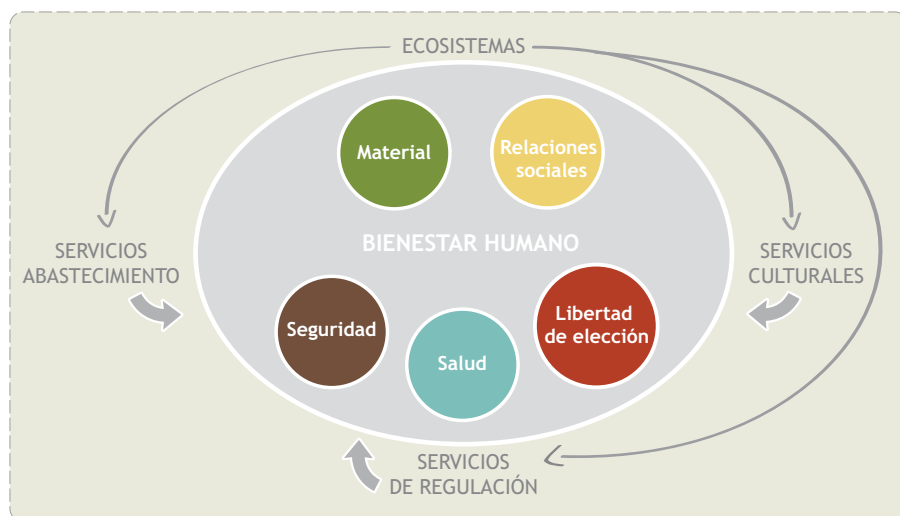 ECOSISTEMAS
Material
Relaciones
sociales
BIENESTAR HUMANO
SERVICIOS
ABASTECIMIENTO
SERVICIOS
CULTURALES
Seguridad
Salud
Libertad
de elección
SERVICIOS
DE REGULACIÓN